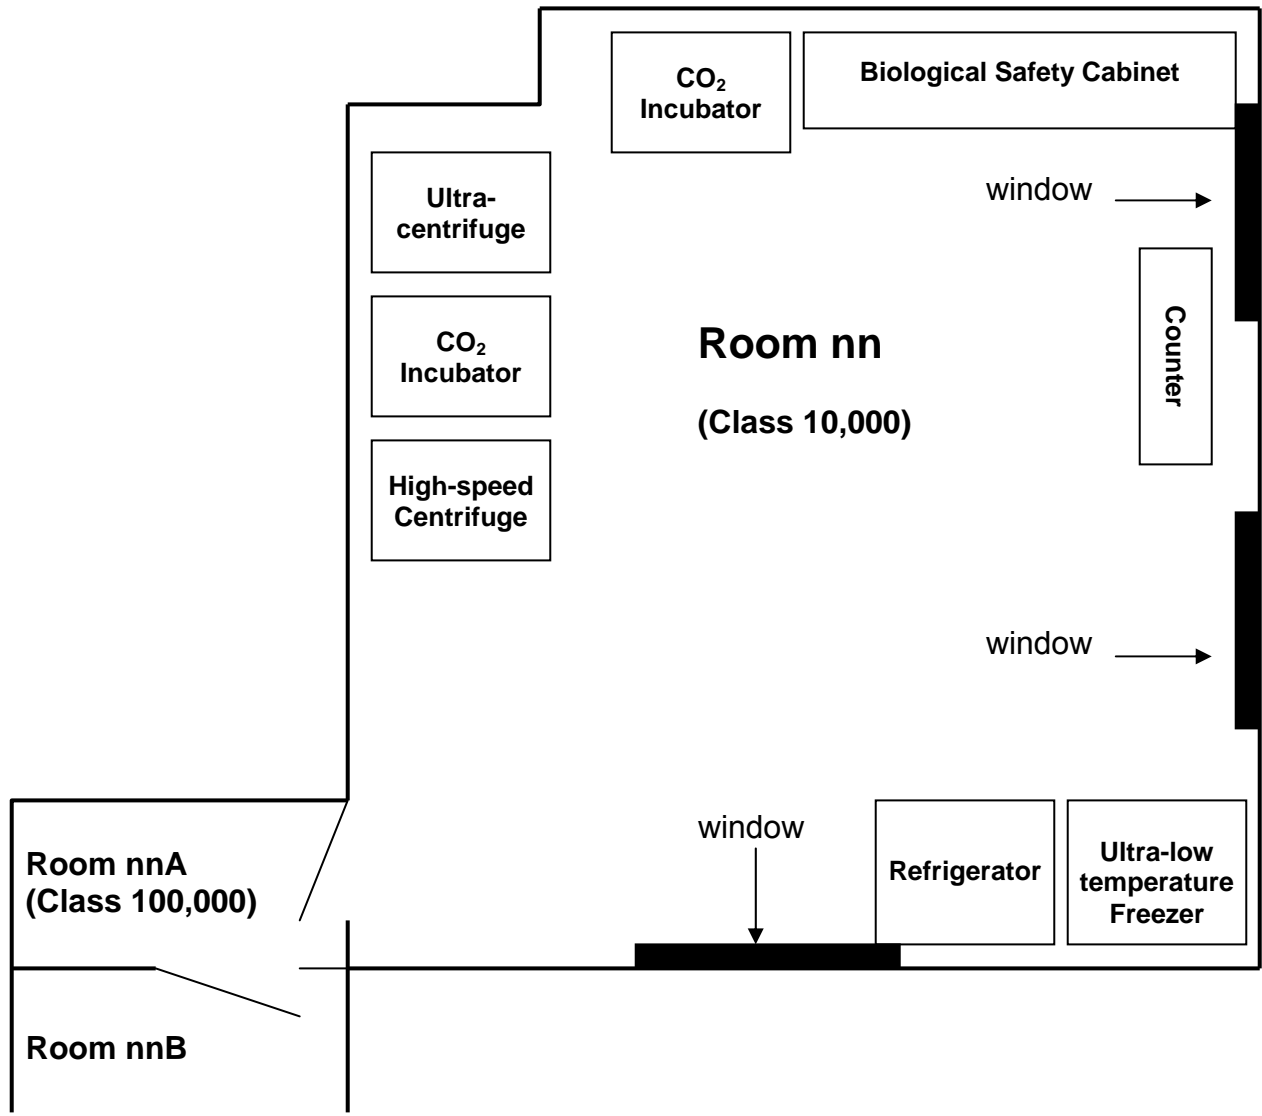 CO₂
Incubator
Biological Safety Cabinet
Ultra-
centrifuge
window
CO₂
Incubator
Counter
Room nn
(Class 10,000)
High-speed
Centrifuge
window
Room nnA
(Class 100,000)
window
Refrigerator
Ultra-low
temperature
Freezer
Room nnB